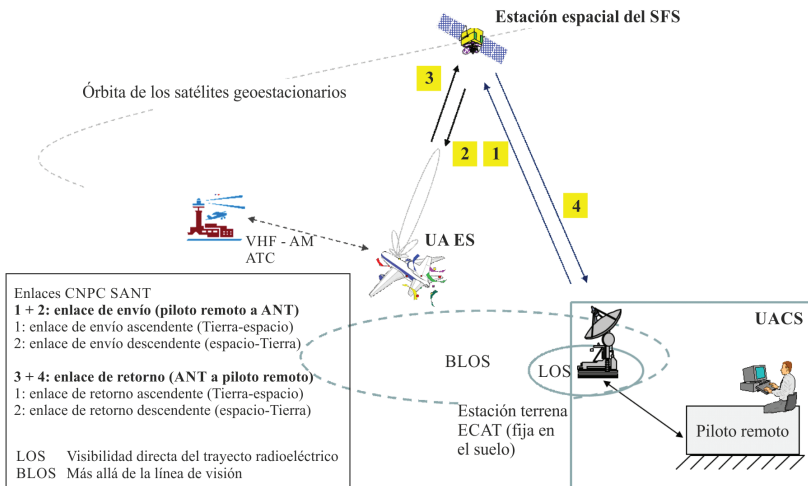 Estación espacial del SFS
Órbita de los satélites geoestacionarios
3
2
1
4
VHF - AM
ATC
UA ES
Enlaces CNPC SANT
1 + 2: enlace de envío (piloto remoto a ANT)
1: enlace de envío ascendente (Tierra-espacio)
2: enlace de envío descendente (espacio-Tierra)
3 + 4: enlace de retorno (ANT a piloto remoto)
1: enlace de retorno ascendente (Tierra-espacio)
2: enlace de retorno descendente (espacio-Tierra)
LOS Visibilidad directa del trayecto radioeléctrico
BLOS Más allá de la línea de visión
BLOS
LOS
UACS
Estación terrena
ECAT (fija en
el suelo)
Piloto remoto